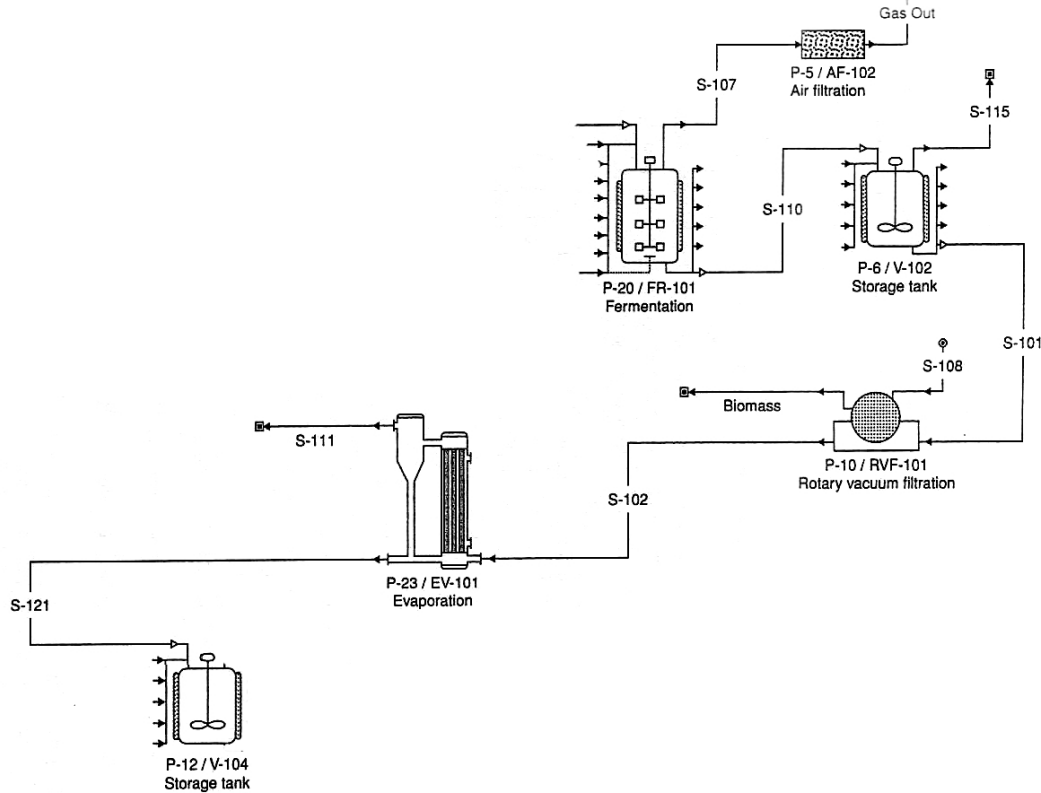 Gas Out
P-5 / AF-102
Air filtration
S-107
S-115
S-110
P-20 / FR-101
Fermentation
P-6 / V-102
Storage tank
S-101
S-108
Biomass
P-10 / RVF-101
Rotary vacuum filtration
S-111
S-102
P-23 / EV-101
Evaporation
S-121
P-12 / V-104
Storage tank